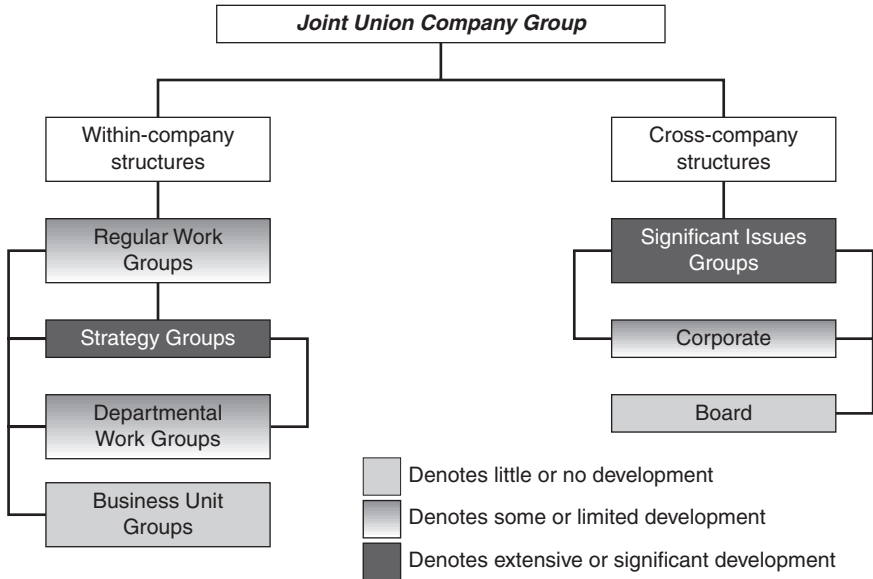 Joint Union Company Group
Within-company
structures
Cross-company
structures
Regular Work
Groups
Significant Issues
Groups
Strategy Groups
Corporate
Departmental
Work Groups
Board
Business Unit
Groups
Denotes little or no development
Denotes some or limited development
Denotes extensive or significant development